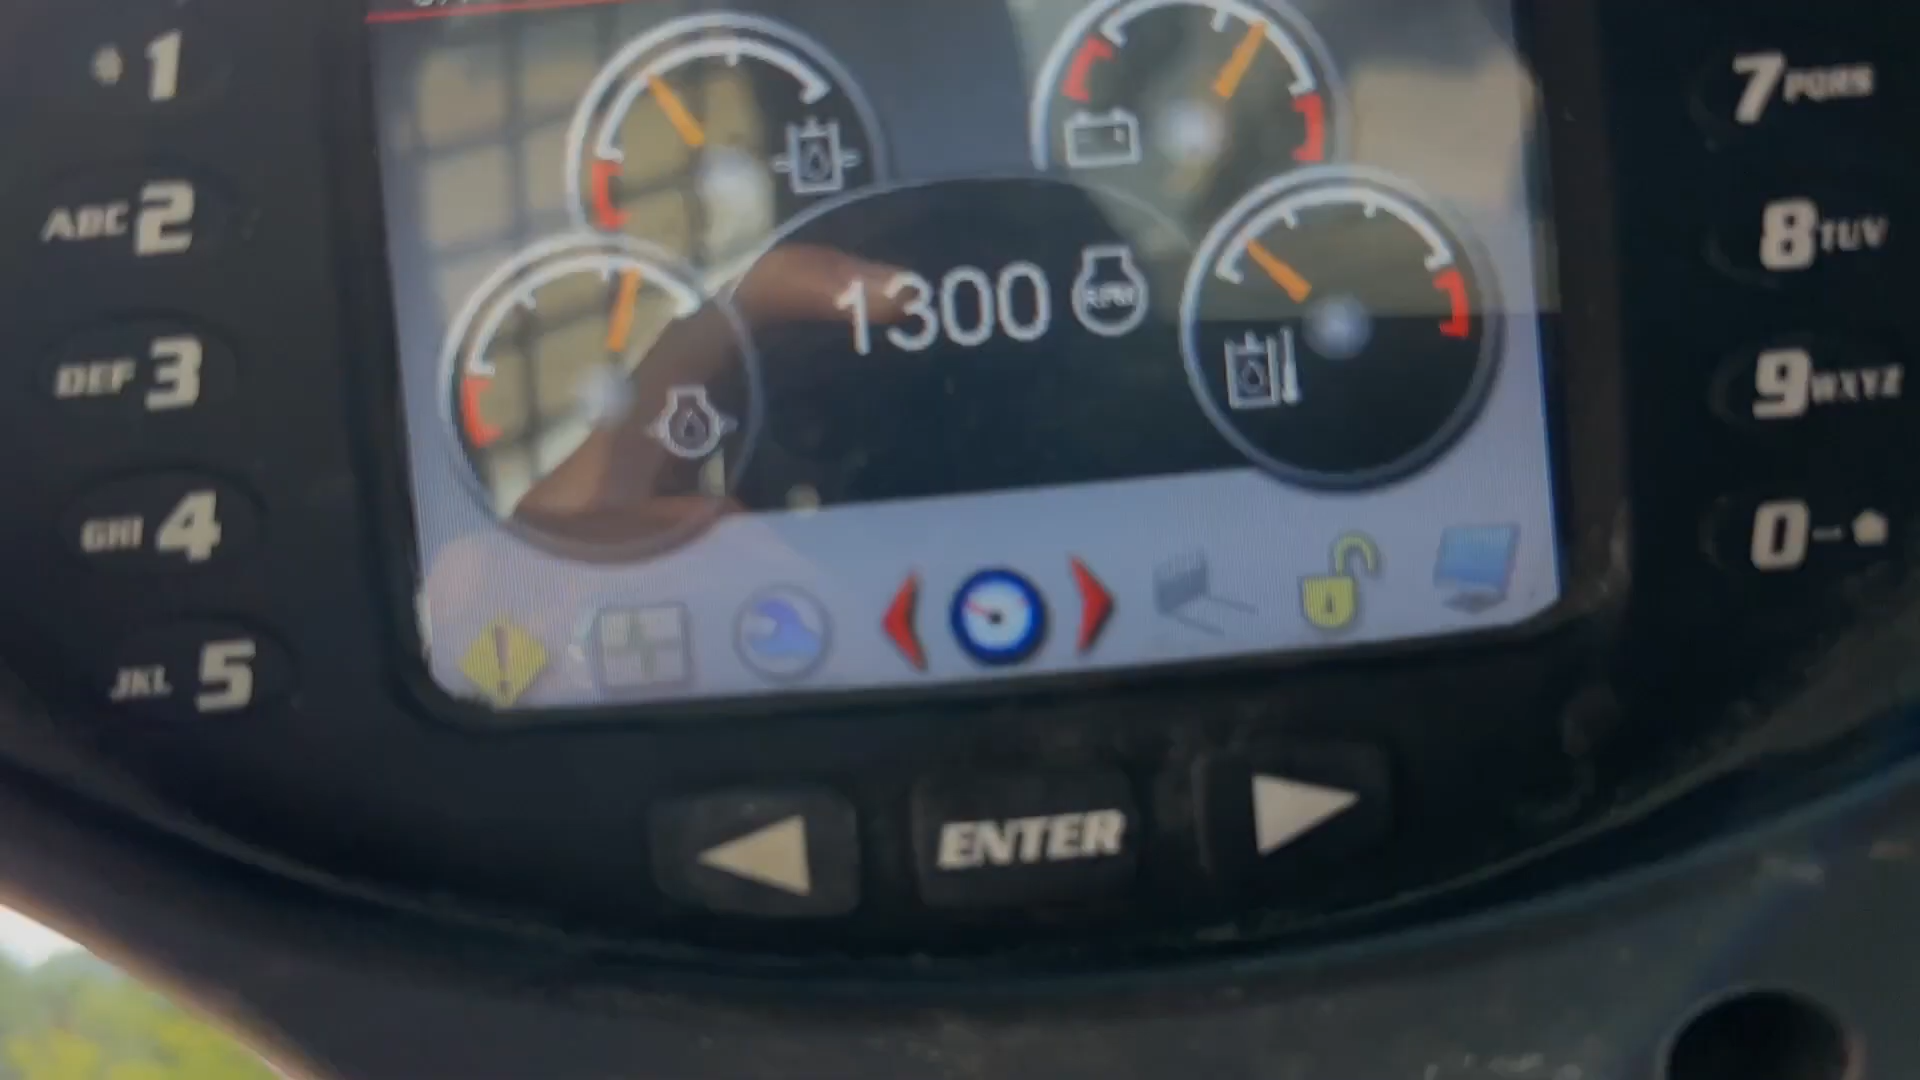 * 1
7 PQRS
ABC 2
8 TUV
1300 RPM
DEF 3
9 WXYZ
GHI 4
0 -
JKL 5
ENTER